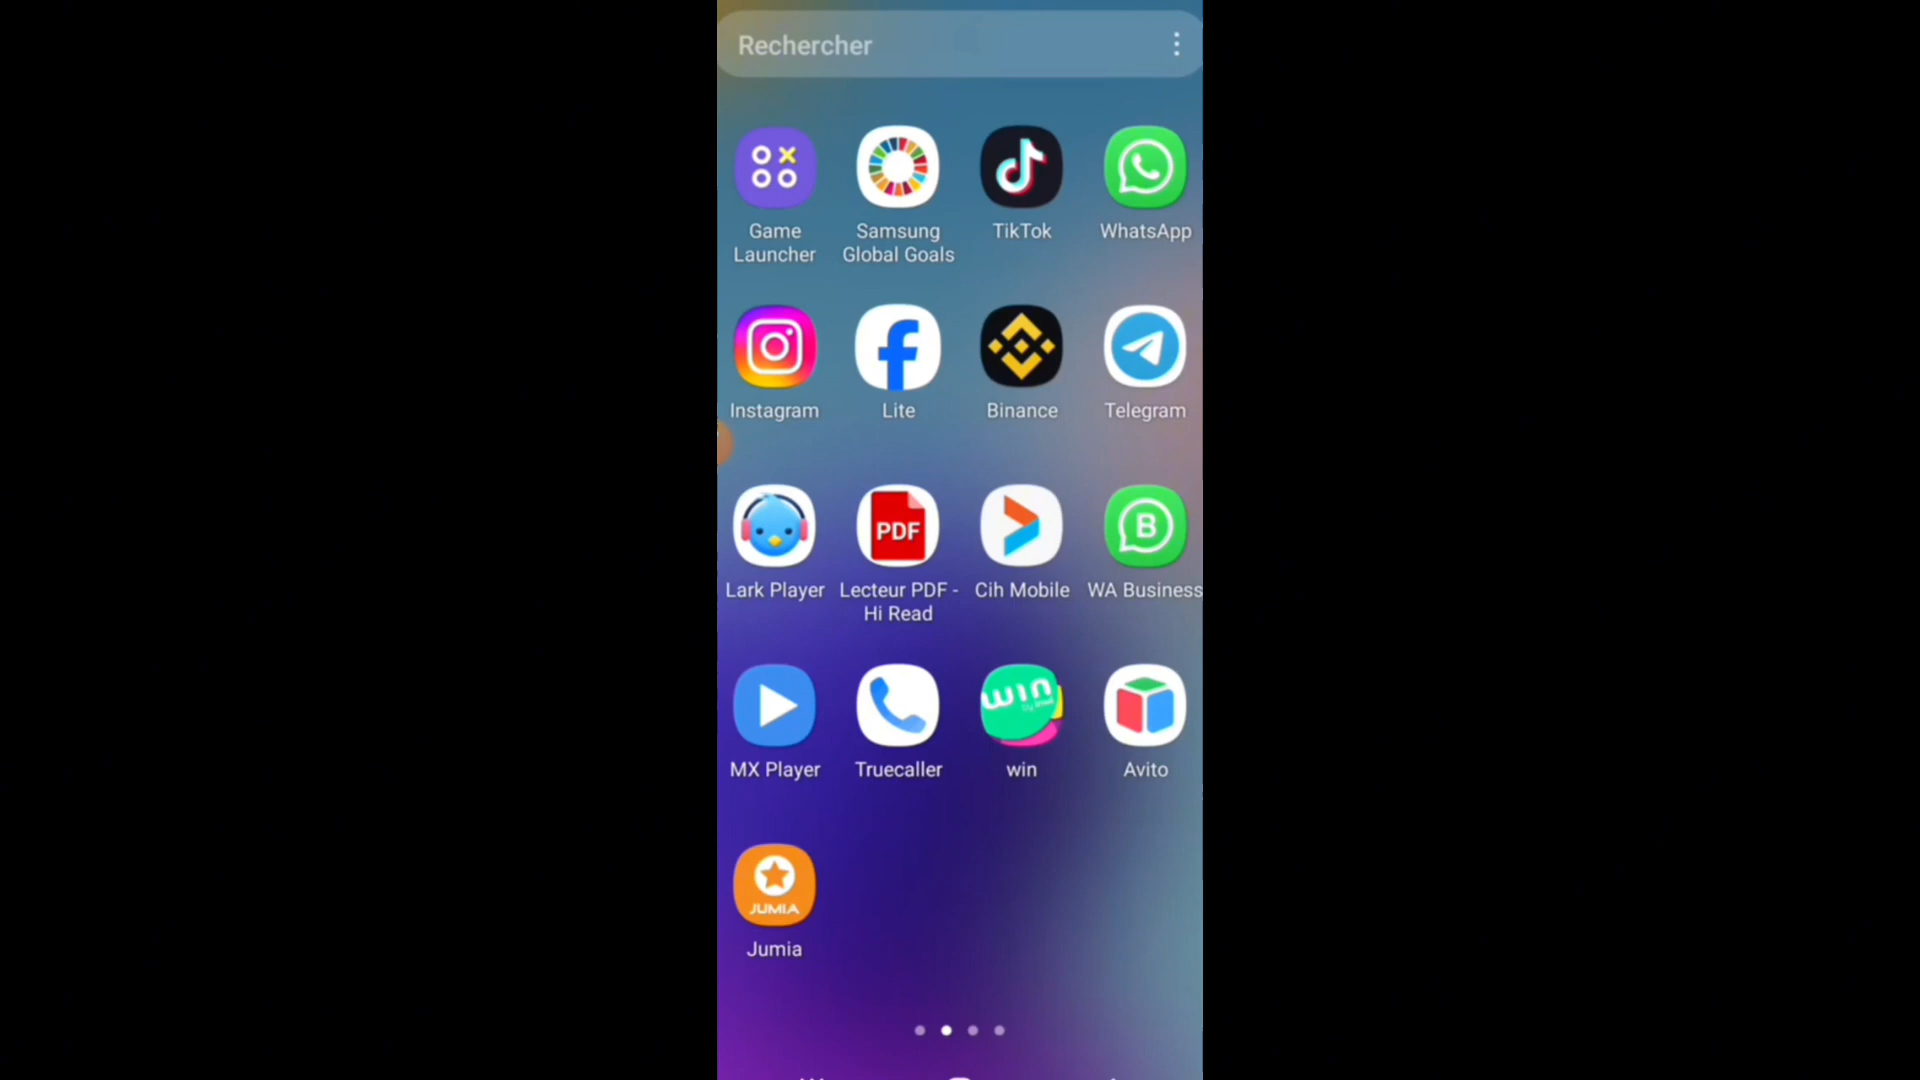 Rechercher
Game Launcher
Samsung Global Goals
TikTok
WhatsApp
Instagram
Lite
Binance
Telegram
PDF
Lark Player
Lecteur PDF - Hi Read
Cih Mobile
B
WA Business
win
MX Player
Truecaller
win
Avito
JUMIA
Jumia